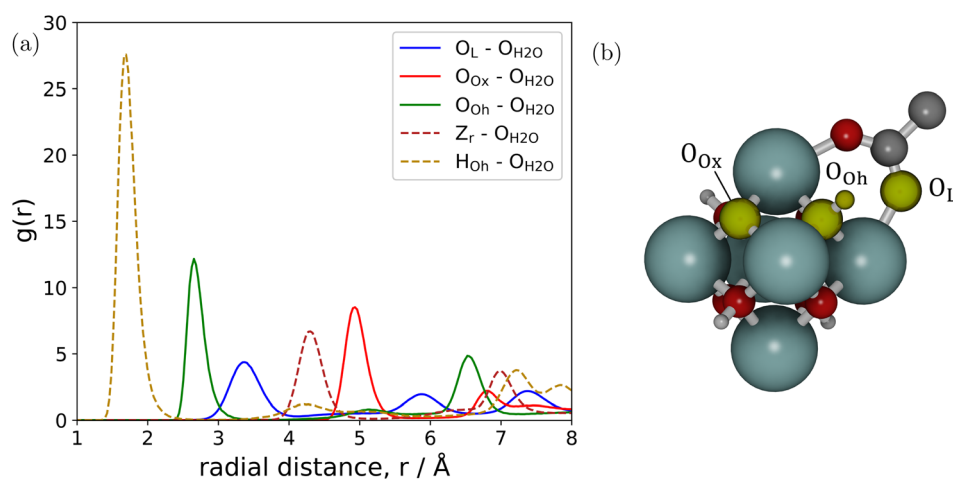 (a)
30
25
20
15
10
5
0
g(r)
1 2 3 4 5 6 7 8
radial distance, r / Å
O_L - O_H2O
O_Ox - O_H2O
O_Oh - O_H2O
Z_r - O_H2O
H_Oh - O_H2O
(b)
O_Ox
O_Oh
O_L